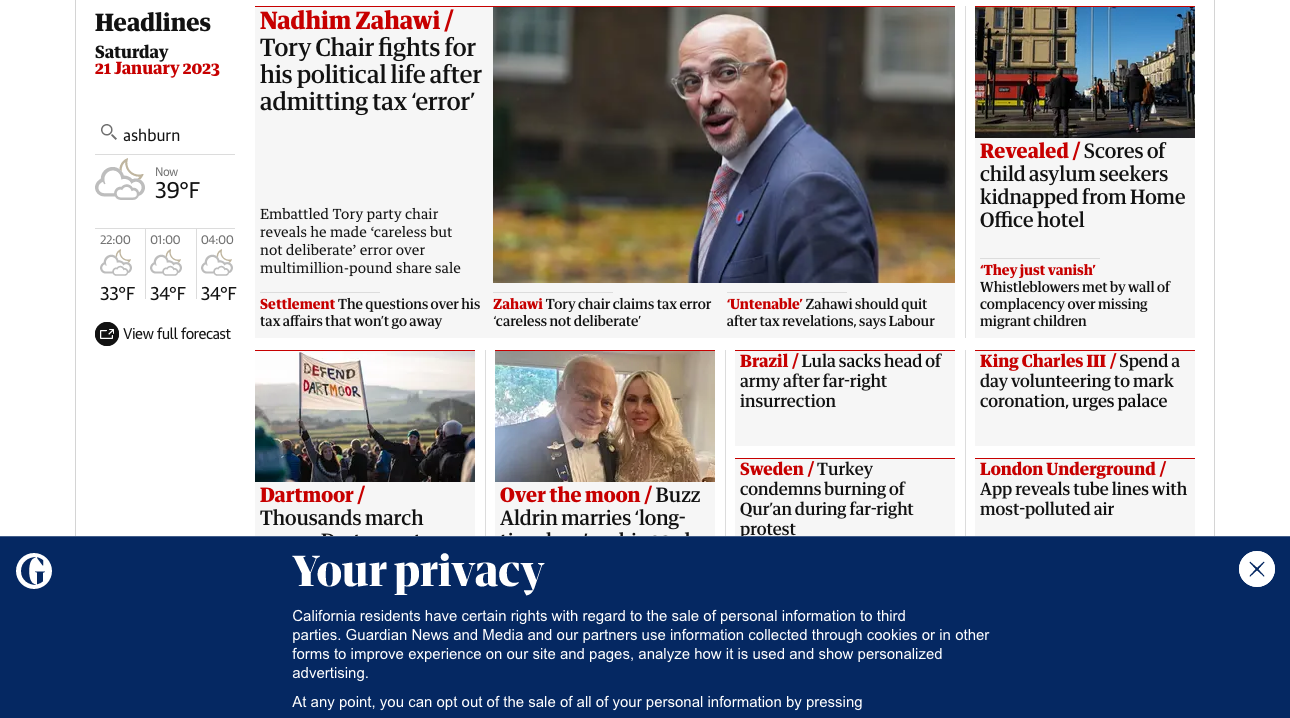 Headlines
Saturday
21 January 2023
ashburn
Now
39°F
22:00
01:00
04:00
33°F
34°F
34°F
View full forecast
Nadhim Zahawi /
Tory Chair fights for
his political life after
admitting tax ‘error’
Embattled Tory party chair
reveals he made ‘careless but
not deliberate’ error over
multimillion-pound share sale
Settlement The questions over his
tax affairs that won’t go away
Zahawi Tory chair claims tax error
‘careless not deliberate’
‘Untenable’ Zahawi should quit
after tax revelations, says Labour
Revealed / Scores of
child asylum seekers
kidnapped from Home
Office hotel
‘They just vanish’
Whistleblowers met by wall of
complacency over missing
migrant children
DEFEND
DARTMOOR
Dartmoor /
Thousands march
Over the moon / Buzz
Aldrin marries ‘long-
Brazil / Lula sacks head of
army after far-right
insurrection
Sweden / Turkey
condemns burning of
Qur’an during far-right
protest
King Charles III / Spend a
day volunteering to mark
coronation, urges palace
London Underground /
App reveals tube lines with
most-polluted air
Your privacy
California residents have certain rights with regard to the sale of personal information to third
parties. Guardian News and Media and our partners use information collected through cookies or in other
forms to improve experience on our site and pages, analyze how it is used and show personalized
advertising.
At any point, you can opt out of the sale of all of your personal information by pressing